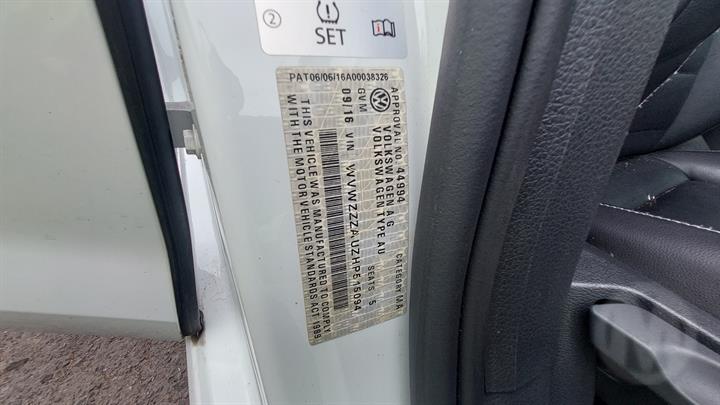 2
SET
PAT06/06/16A00038326
APPROVAL NO. 44994 CATEGORY MA
VOLKSWAGEN AG
VOLKSWAGEN TYPE AU
GVM SEATS 5
09/16 VIN WVWZZZAUZHP515094
THIS VEHICLE WAS MANUFACTURED TO COMPLY
WITH THE MOTOR VEHICLE STANDARDS ACT 1989